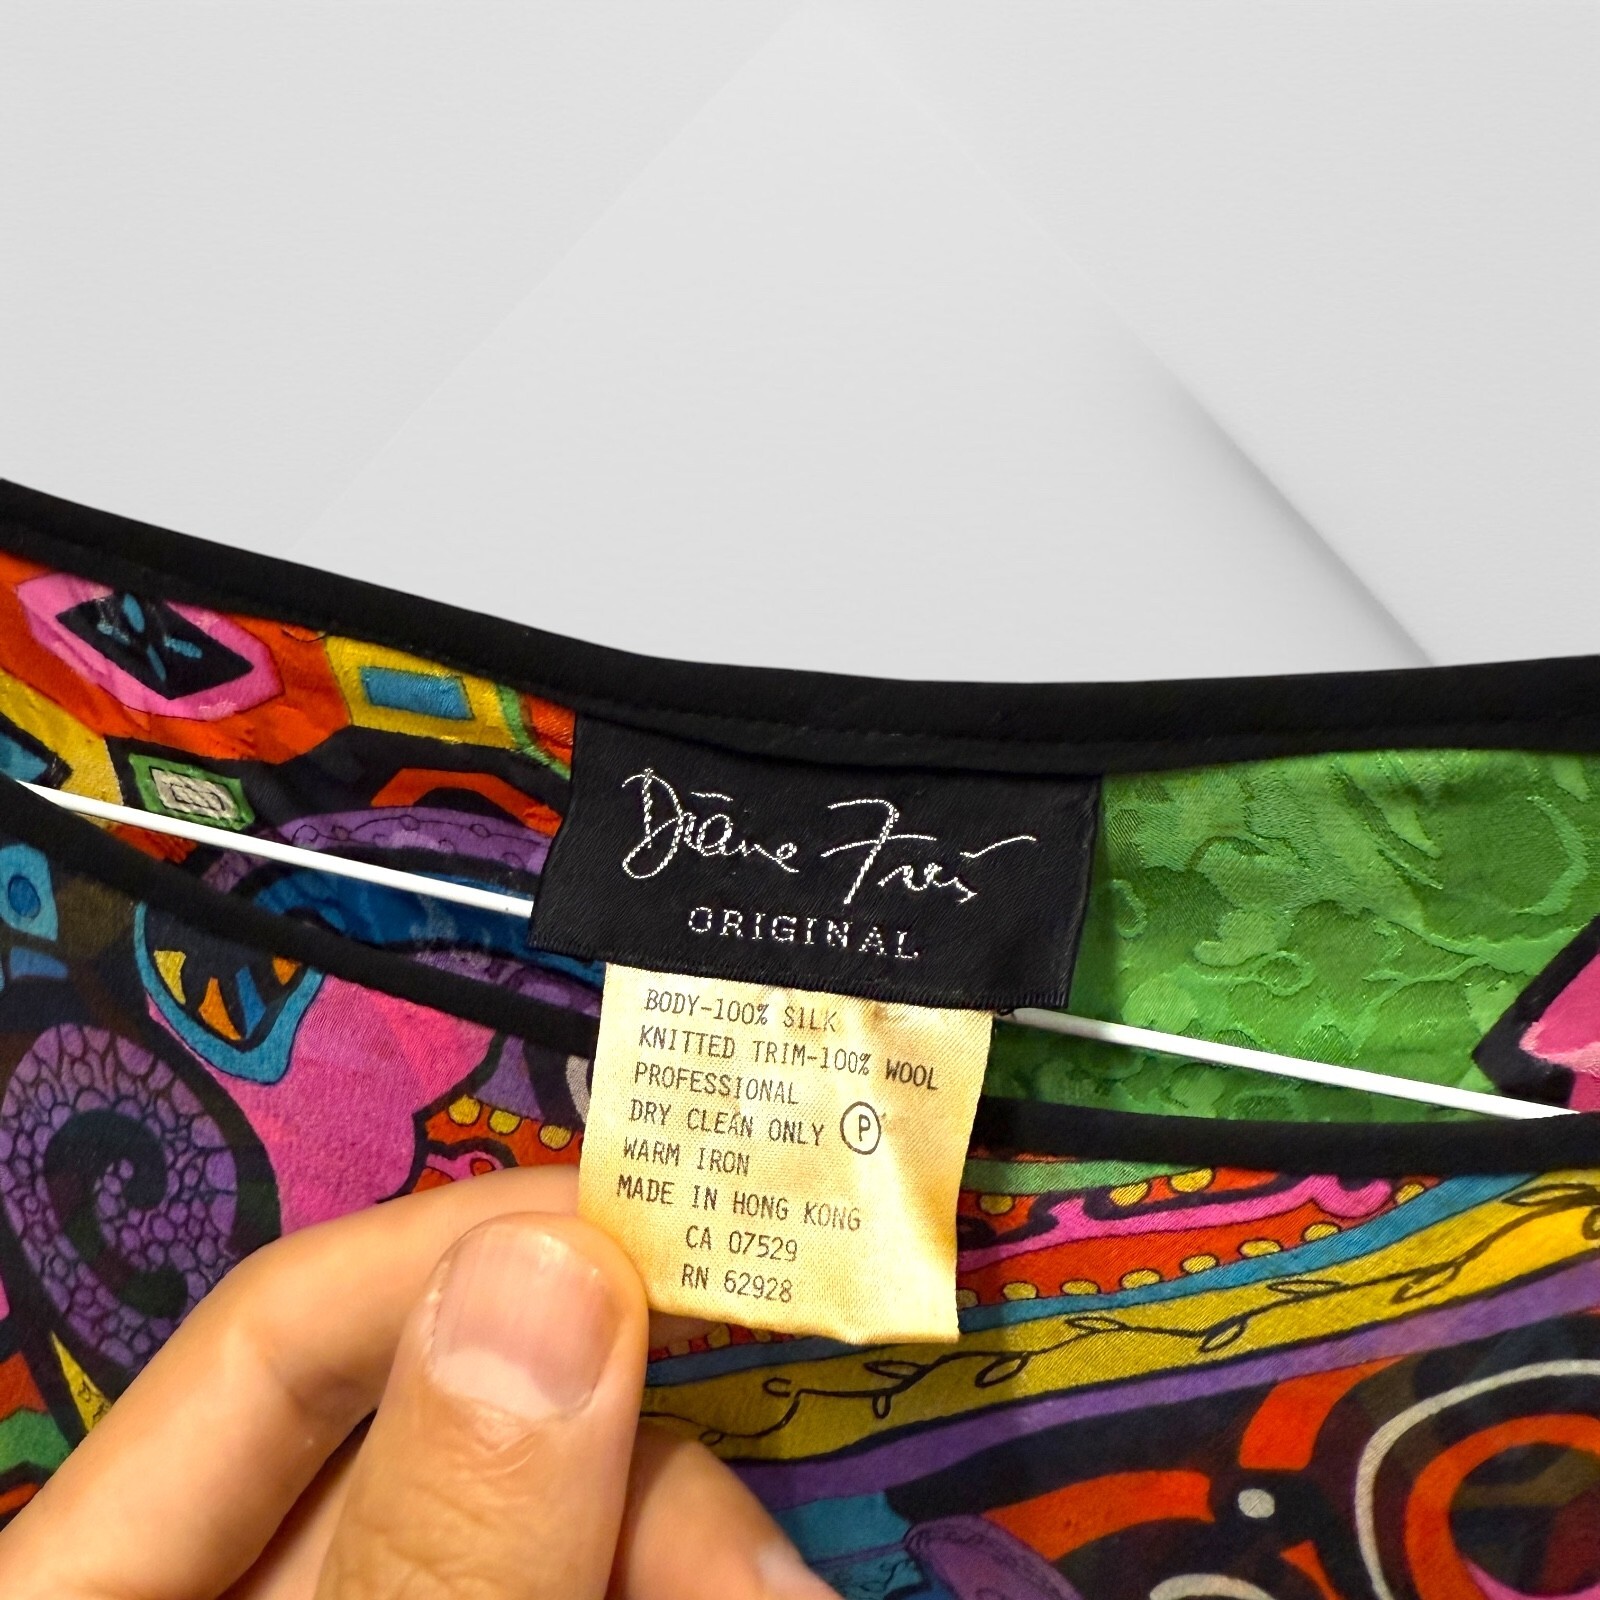 Diane Freis
ORIGINAL
BODY-100% SILK
KNITTED TRIM-100% WOOL
PROFESSIONAL
DRY CLEAN ONLY Ⓟ
WARM IRON
MADE IN HONG KONG
CA 07529
RN 62928